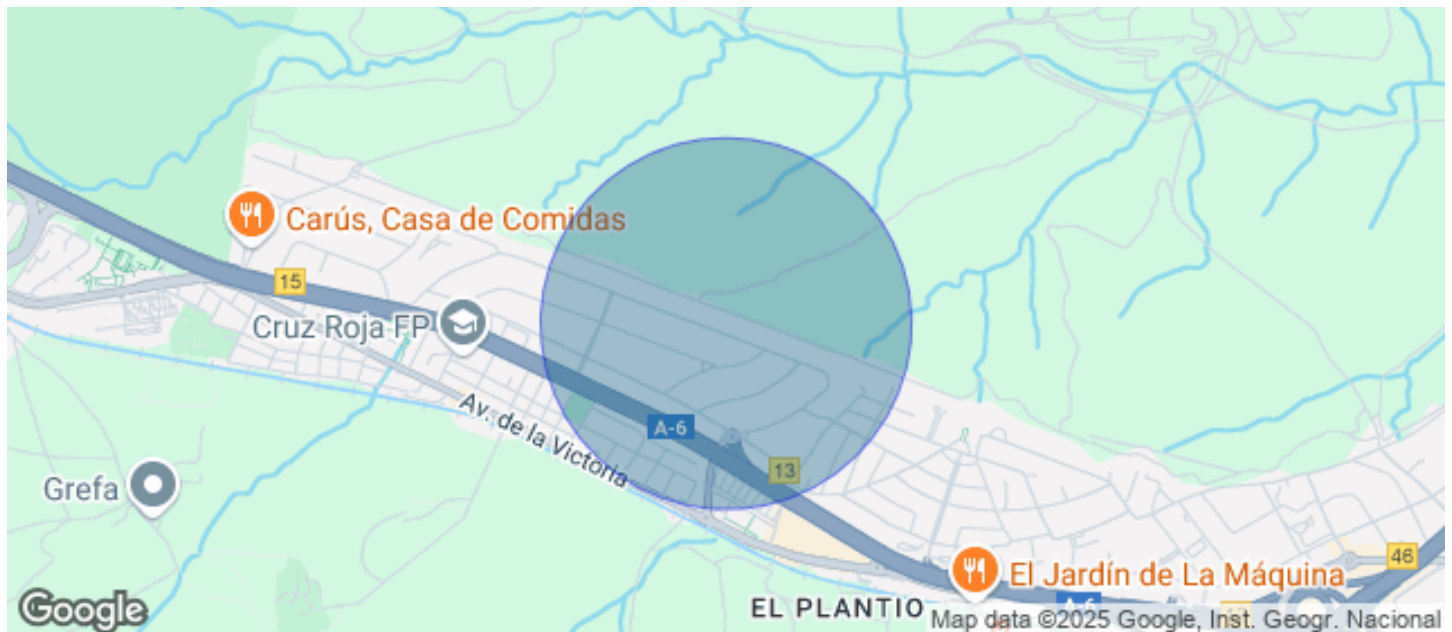 Carús, Casa de Comidas
15
Cruz Roja FP
Av. de la Victoria
A-6
13
Grefa
El Jardín de La Máquina
46
EL PLANTIO
A-6
Google
Map data ©2025 Google, Inst. Geogr. Nacional